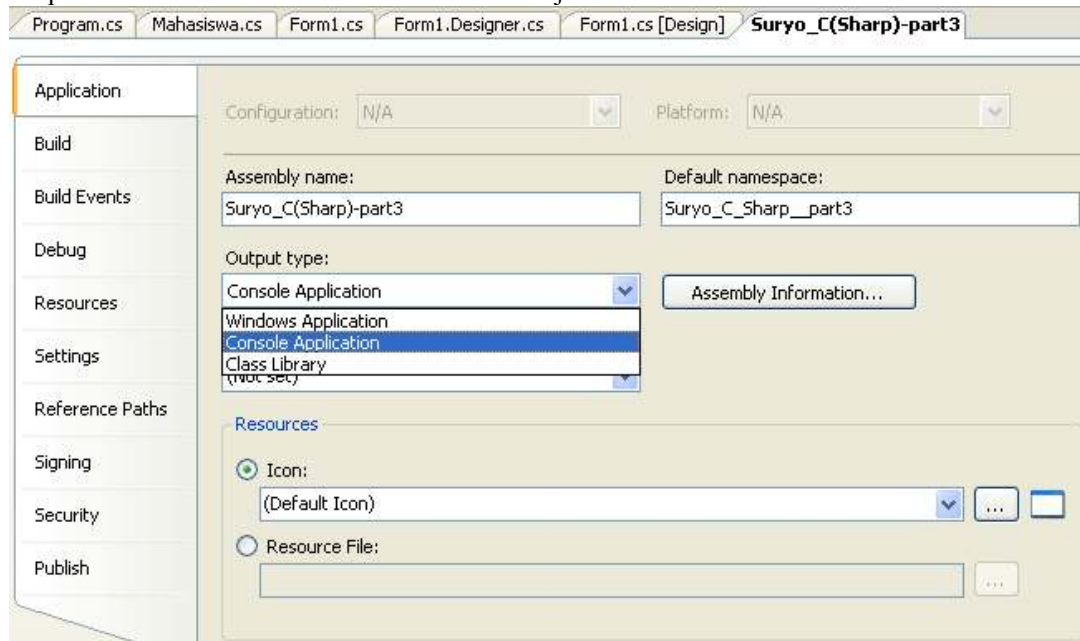 Program.cs Mahasiswa.cs Form1.cs Form1.Designer.cs Form1.cs [Design] Suryo_C(Sharp)-part3
Application
Build
Build Events
Debug
Resources
Settings
Reference Paths
Signing
Security
Publish
Configuration: N/A Platform: N/A
Assembly name: Default namespace:
Suryo_C(Sharp)-part3 Suryo_C_Sharp__part3
Output type:
Console Application Assembly Information...
Windows Application
Console Application
Class Library
(Not set)
Resources
Icon:
(Default Icon) ...
Resource File:
...